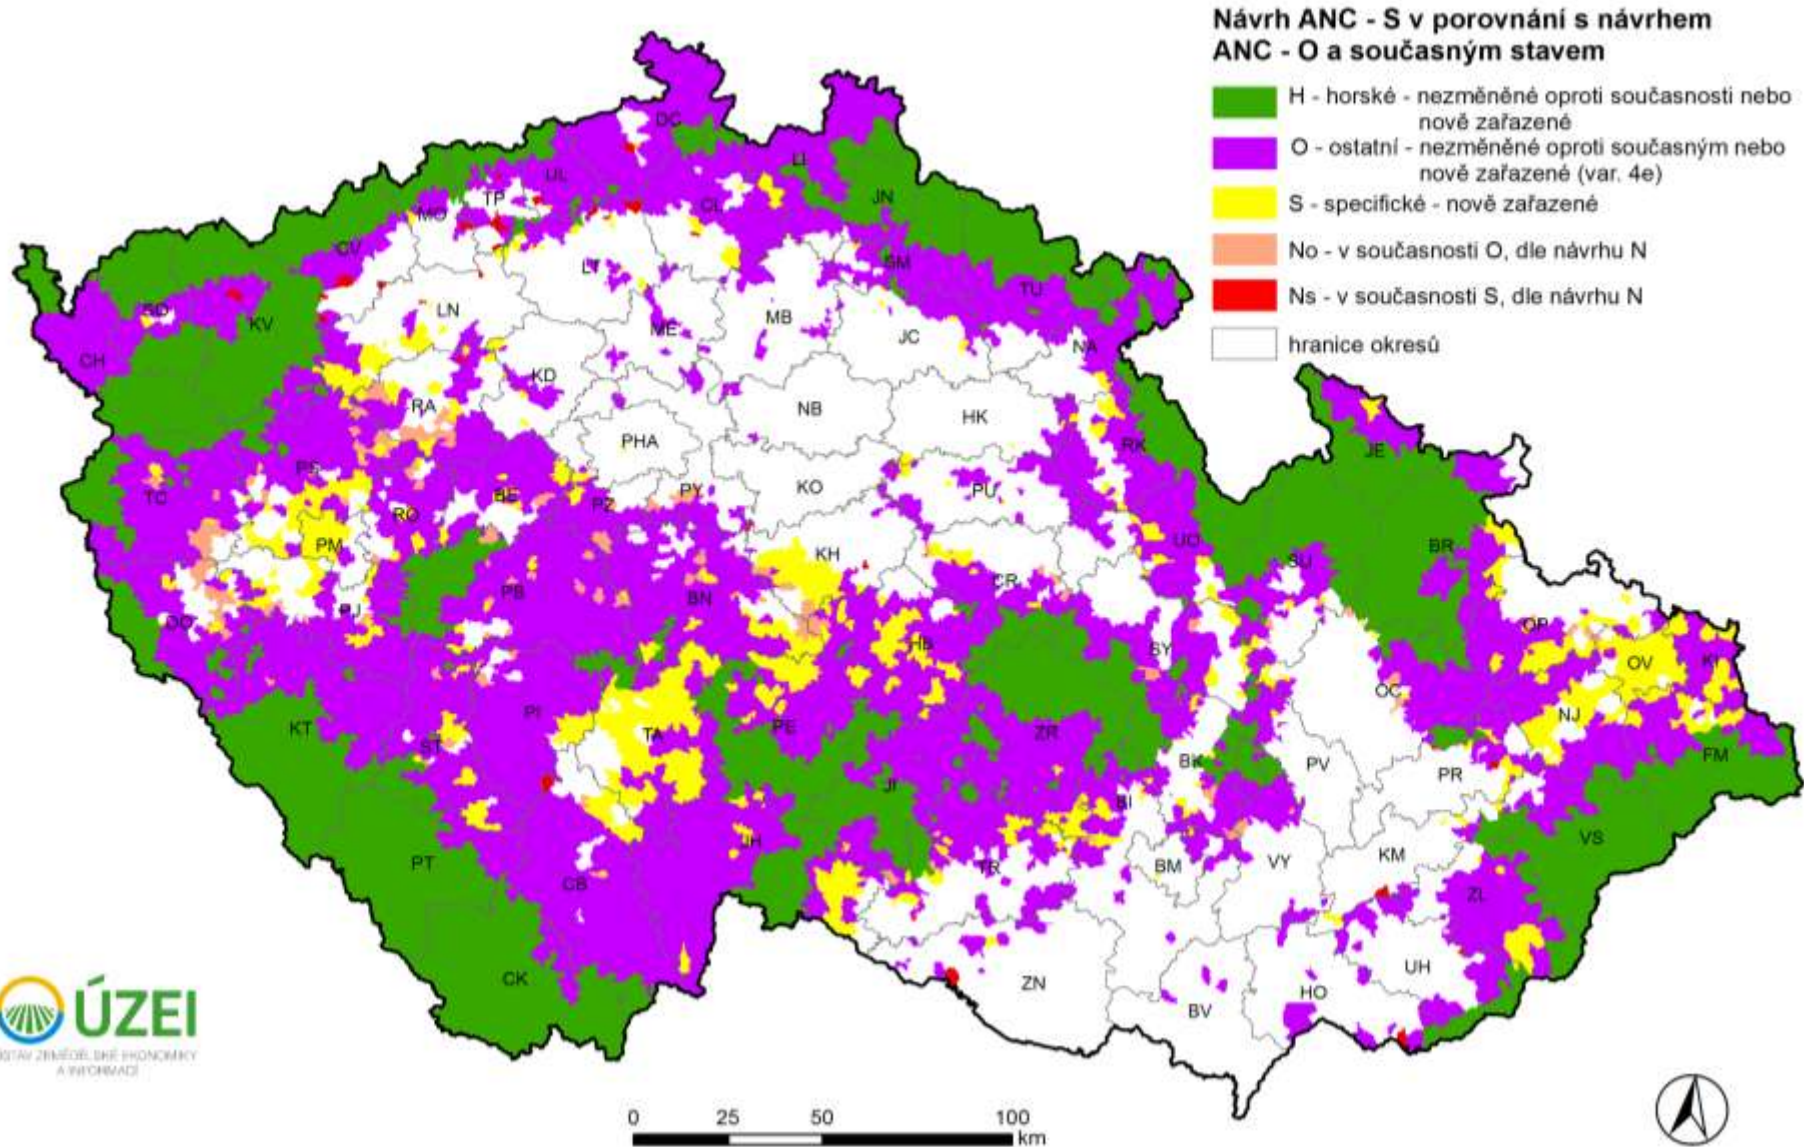 Návrh ANC - S v porovnání s návrhem
ANC - O a současným stavem
H - horské - nezměněné oproti současnosti nebo
nově zařazené
O - ostatní - nezměněné oproti současným nebo
nově zařazené (var. 4e)
S - specifické - nově zařazené
No - v současnosti O, dle návrhu N
Ns - v současnosti S, dle návrhu N
hranice okresů
DC
LI
UL
TP
JN
MO
CL
CV
LT
SM
TU
SO
KV
LN
ME
MB
JC
NA
CH
KD
RA
NB
HK
PHA
RK
JE
PS
TC
BE
PY
KO
PU
PZ
RO
PM
UO
BR
KH
SU
CR
PB
BN
PJ
DO
OP
HB
SY
OV
KI
OC
NJ
KT
PI
TA
PE
ZR
ST
FM
BK
PV
PR
JI
BI
VS
JH
PT
TR
BM
VY
KM
CB
ZL
CK
ZN
UH
HO
BV
ÚZEI
A INFORMACÍ
0 25 50 100
km